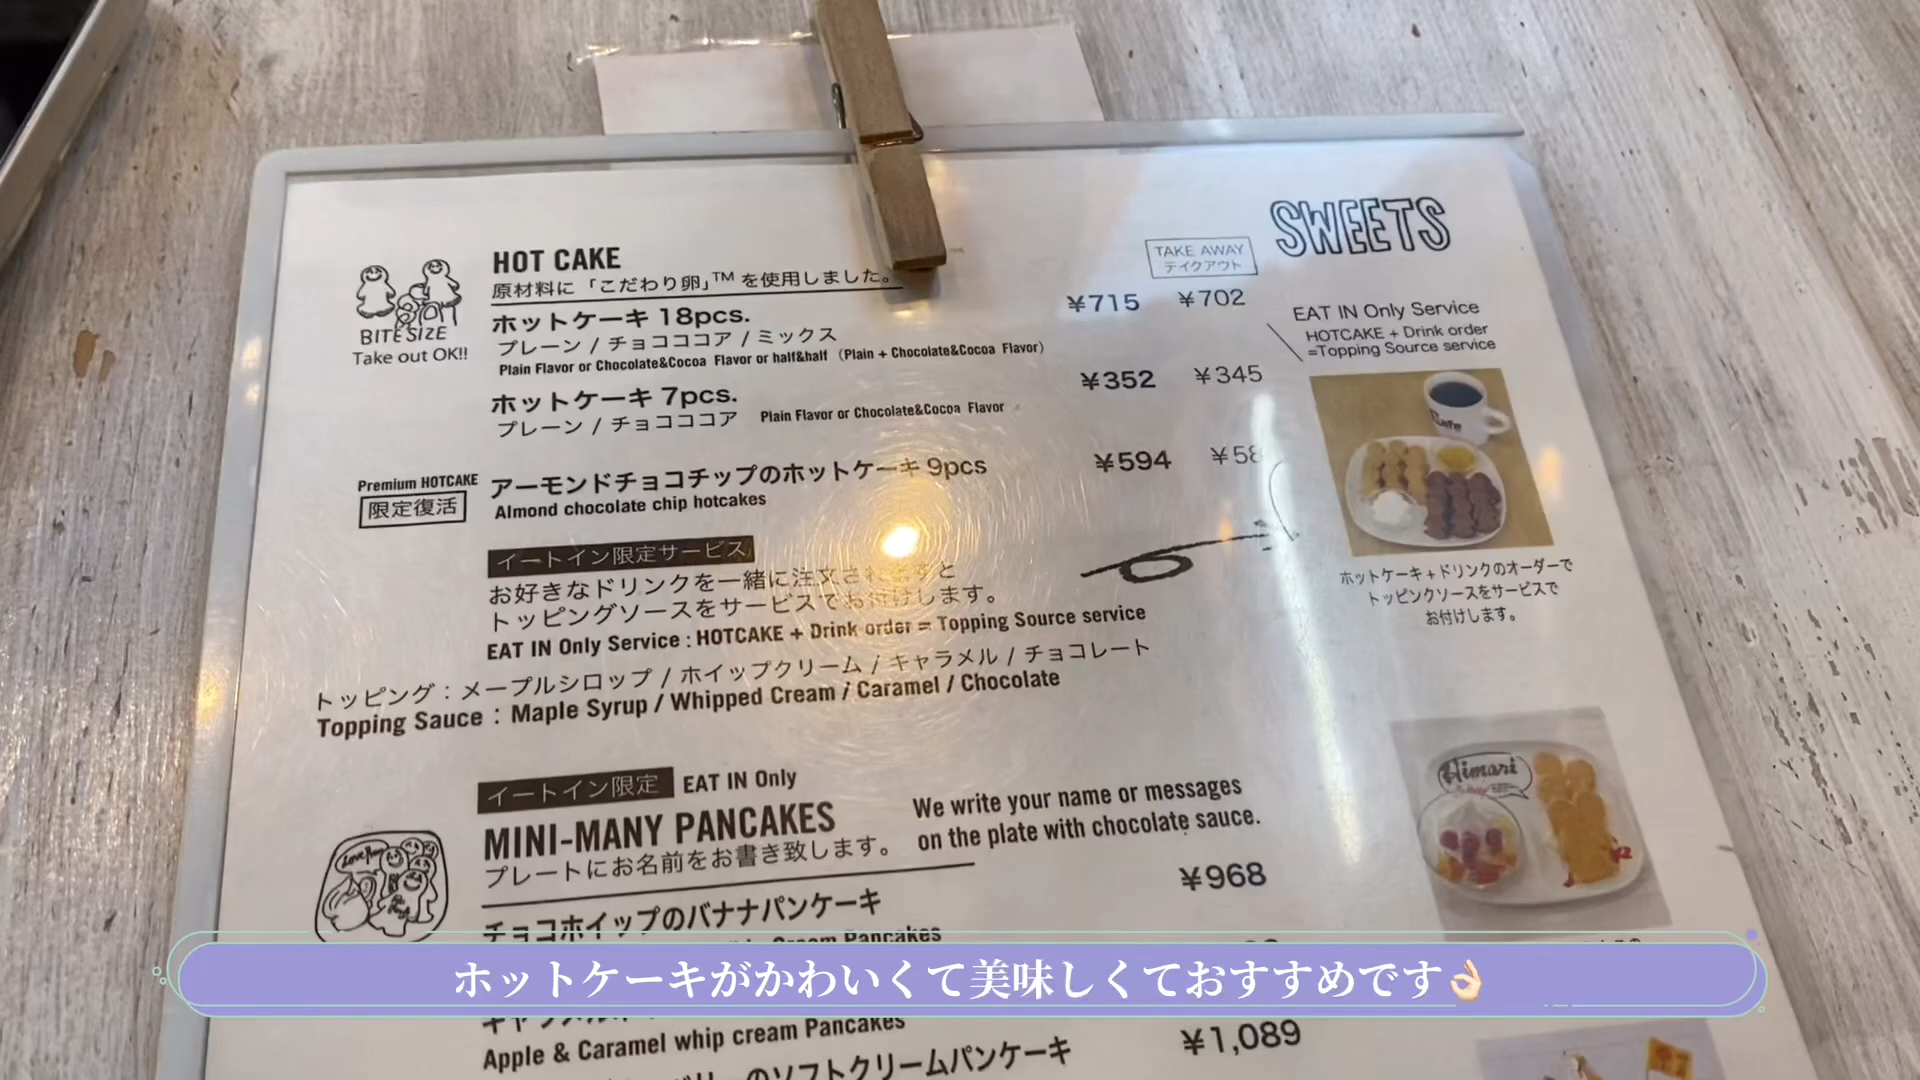 SWEETS
HOT CAKE
原材料に「こだわり卵」™ を使用しました。
TAKE AWAY
テイクアウト
BITE SIZE
Take out OK!!
ホットケーキ 18pcs.
¥715 ¥702
プレーン / チョコココア / ミックス
Plain Flavor or Chocolate&Cocoa Flavor or half&half (Plain + Chocolate&Cocoa Flavor)
ホットケーキ 7pcs.
¥352 ¥345
プレーン / チョコココア Plain Flavor or Chocolate&Cocoa Flavor
Premium HOTCAKE
限定復活
アーモンドチョコチップのホットケーキ 9pcs
¥594 ¥58
Almond chocolate chip hotcakes
イートイン限定サービス
お好きなドリンクを一緒に注文されますと
トッピングソースをサービスでお付けします。
EAT IN Only Service : HOTCAKE + Drink order = Topping Source service
トッピング : メープルシロップ / ホイップクリーム / キャラメル / チョコレート
Topping Sauce : Maple Syrup / Whipped Cream / Caramel / Chocolate
EAT IN Only Service
HOTCAKE + Drink order
=Topping Source service
Cafe
ホットケーキ+ドリンクのオーダーで
トッピングソースをサービスで
お付けします。
イートイン限定 EAT IN Only
MINI-MANY PANCAKES
プレートにお名前をお書き致します。
We write your name or messages
on the plate with chocolate sauce.
Himari
チョコホイップのバナナパンケーキ
¥968
Cream Pancakes
ホットケーキがかわいくて美味しくておすすめです👌🏻
Apple & Caramel whip cream Pancakes
¥1,089
のソフトクリームパンケーキ